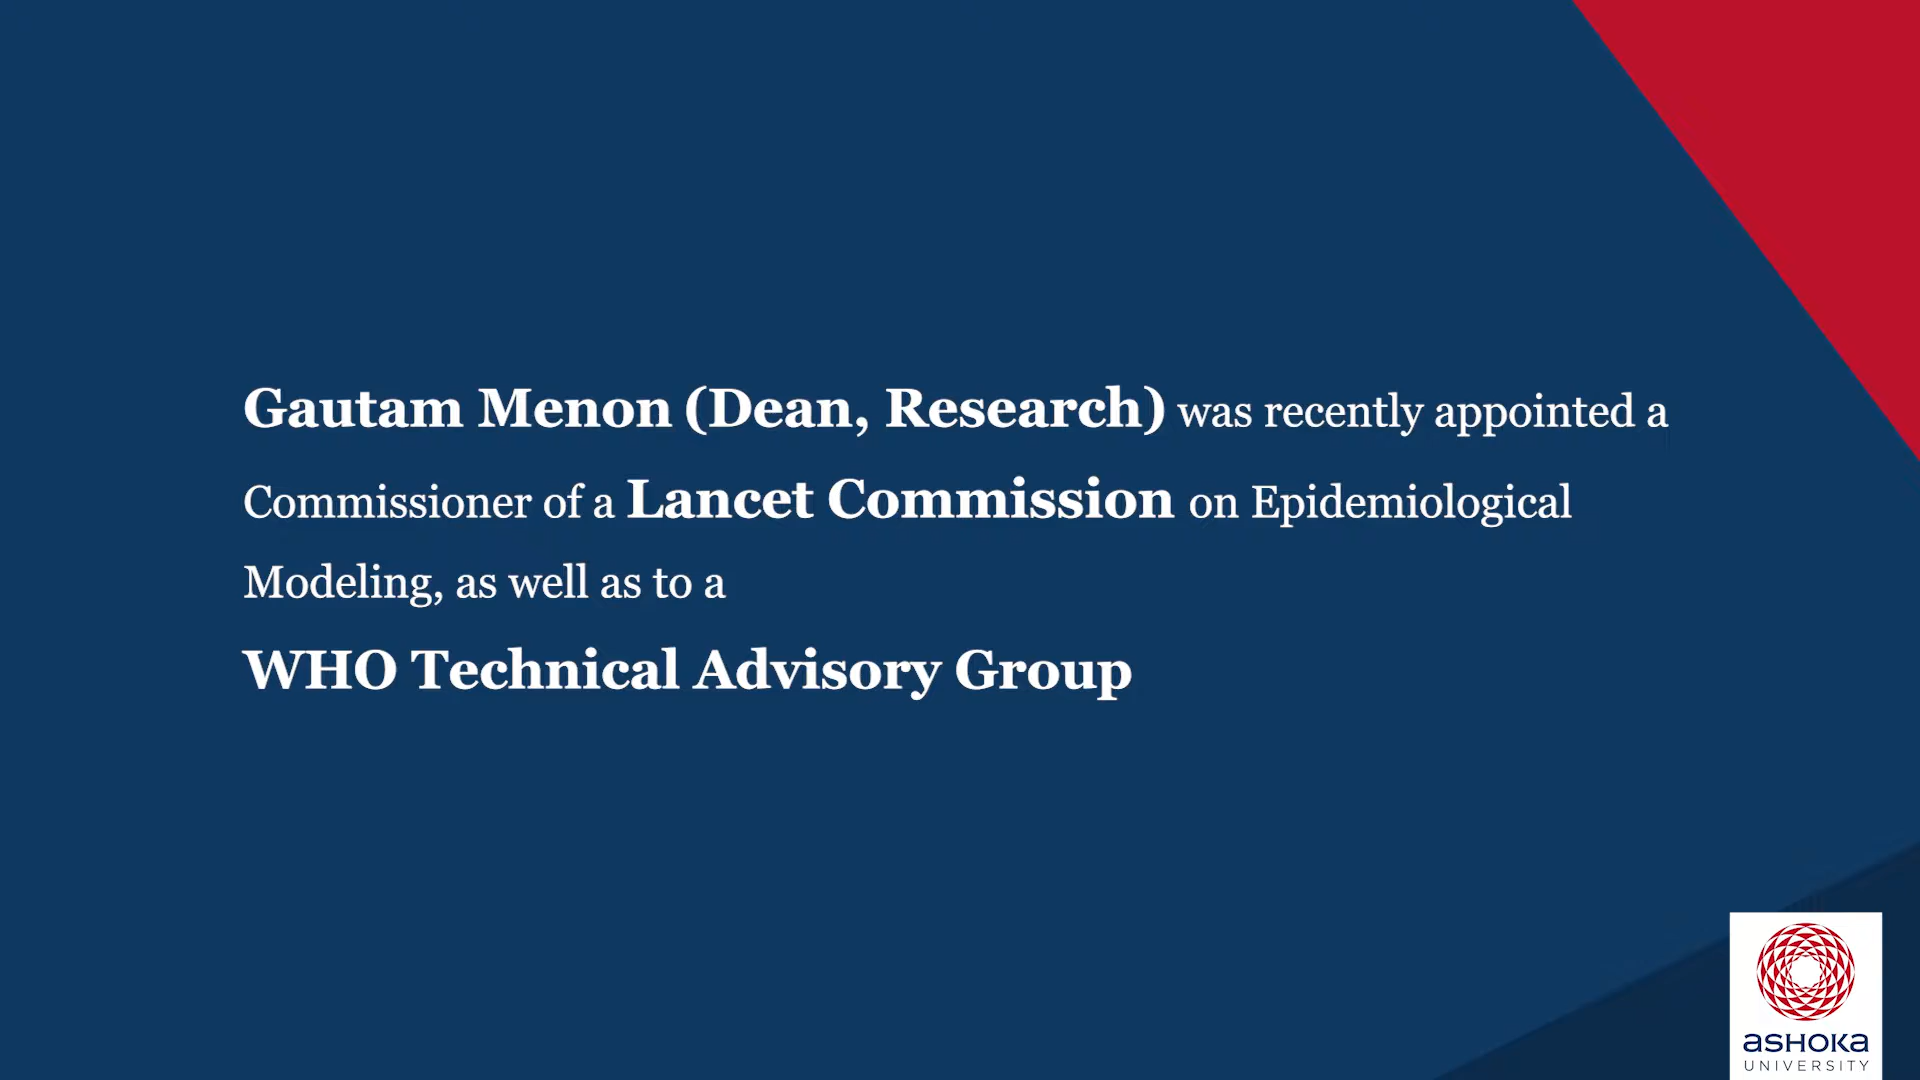 Gautam Menon (Dean, Research) was recently appointed a
Commissioner of a Lancet Commission on Epidemiological
Modeling, as well as to a
WHO Technical Advisory Group
ASHOKA
UNIVERSITY